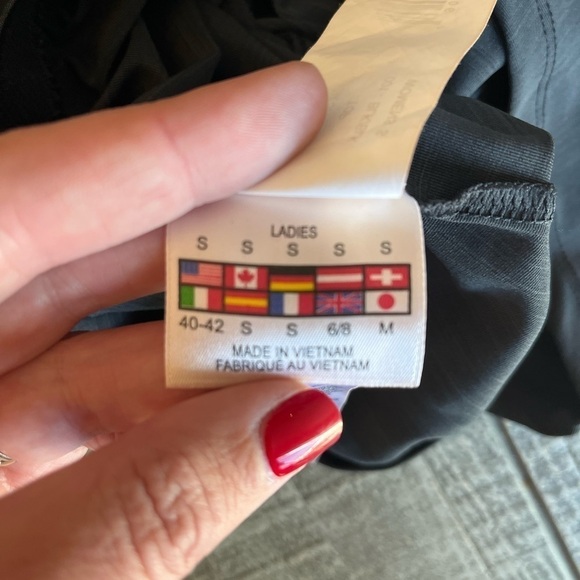 LADIES
S S S S S
40-42 S S 6/8 M
MADE IN VIETNAM
FABRIQUÉ AU VIETNAM